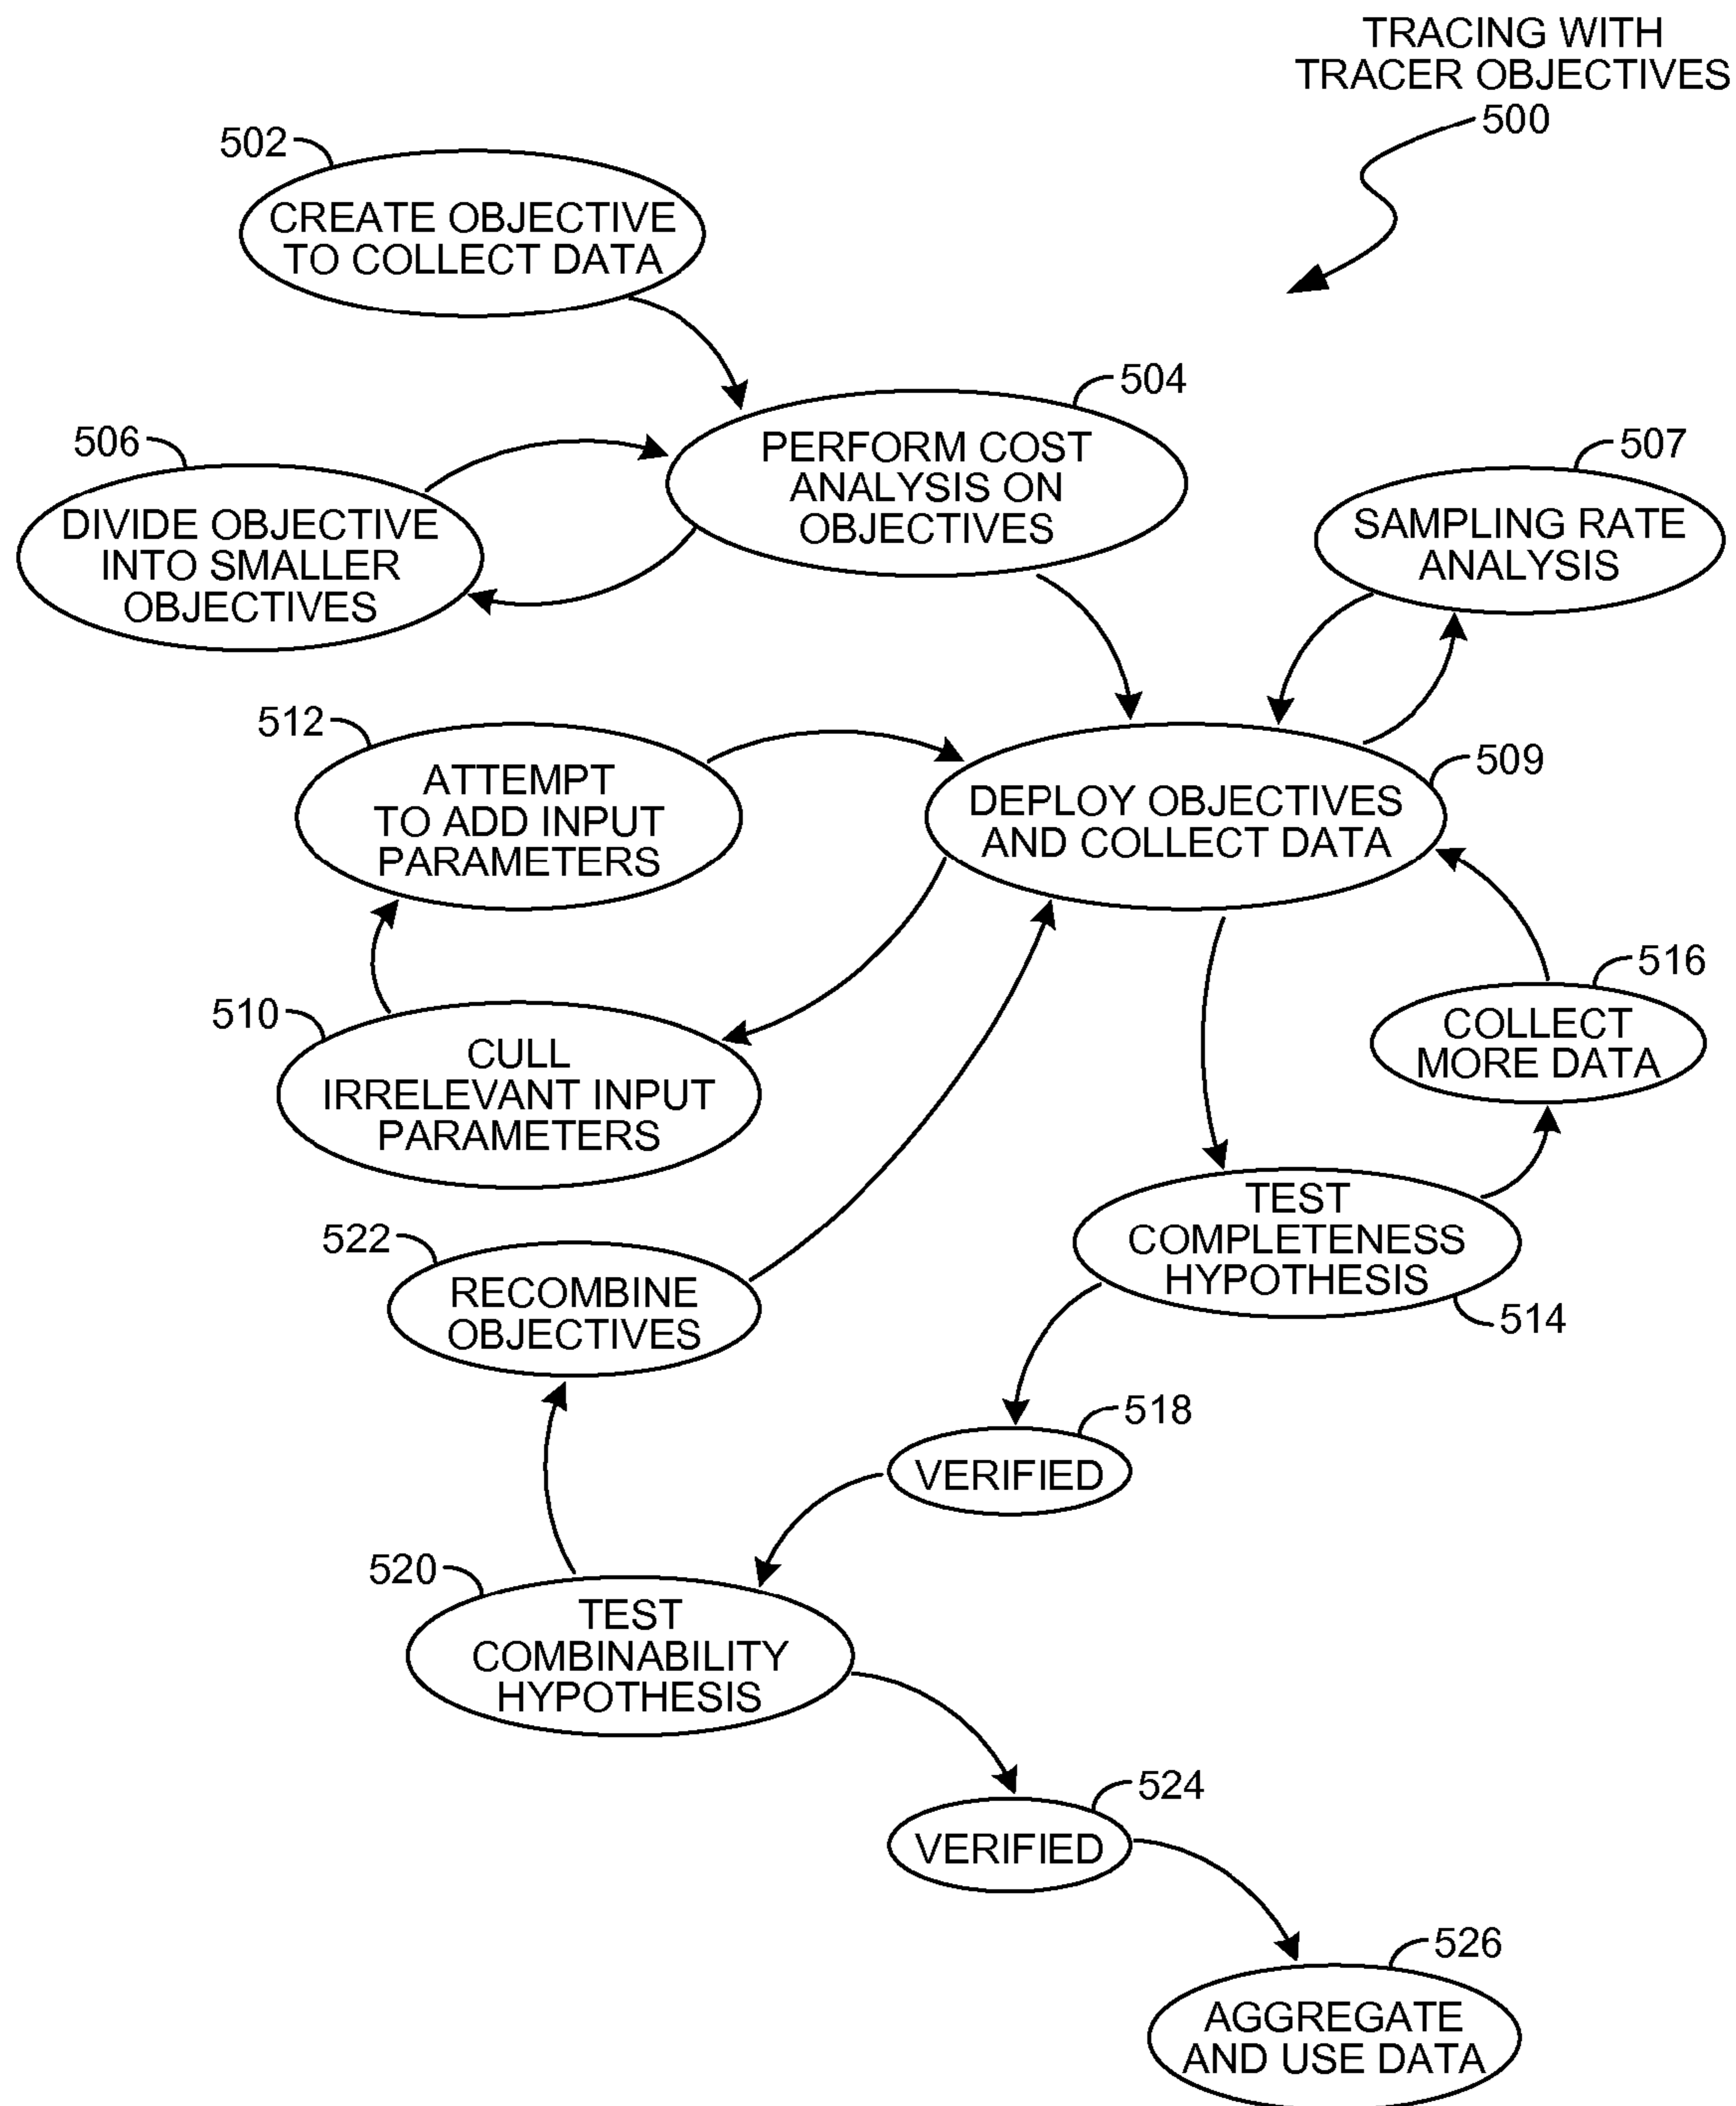 TRACING WITH
TRACER OBJECTIVES
500
502
CREATE OBJECTIVE
TO COLLECT DATA
504
PERFORM COST
ANALYSIS ON
OBJECTIVES
506
DIVIDE OBJECTIVE
INTO SMALLER
OBJECTIVES
507
SAMPLING RATE
ANALYSIS
512
ATTEMPT
TO ADD INPUT
PARAMETERS
509
DEPLOY OBJECTIVES
AND COLLECT DATA
510
CULL
IRRELEVANT INPUT
PARAMETERS
516
COLLECT
MORE DATA
TEST
COMPLETENESS
HYPOTHESIS
514
522
RECOMBINE
OBJECTIVES
518
VERIFIED
520
TEST
COMBINABILITY
HYPOTHESIS
524
VERIFIED
526
AGGREGATE
AND USE DATA